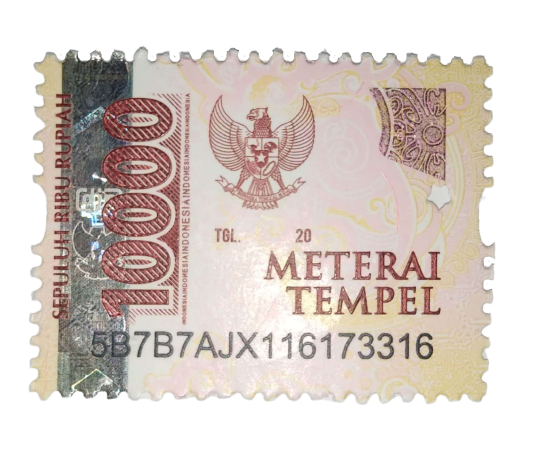 SEPULUH RIBU RUPIAH
10000
TGL. 20
METERAI
TEMPEL
5B7B7AJX116173316